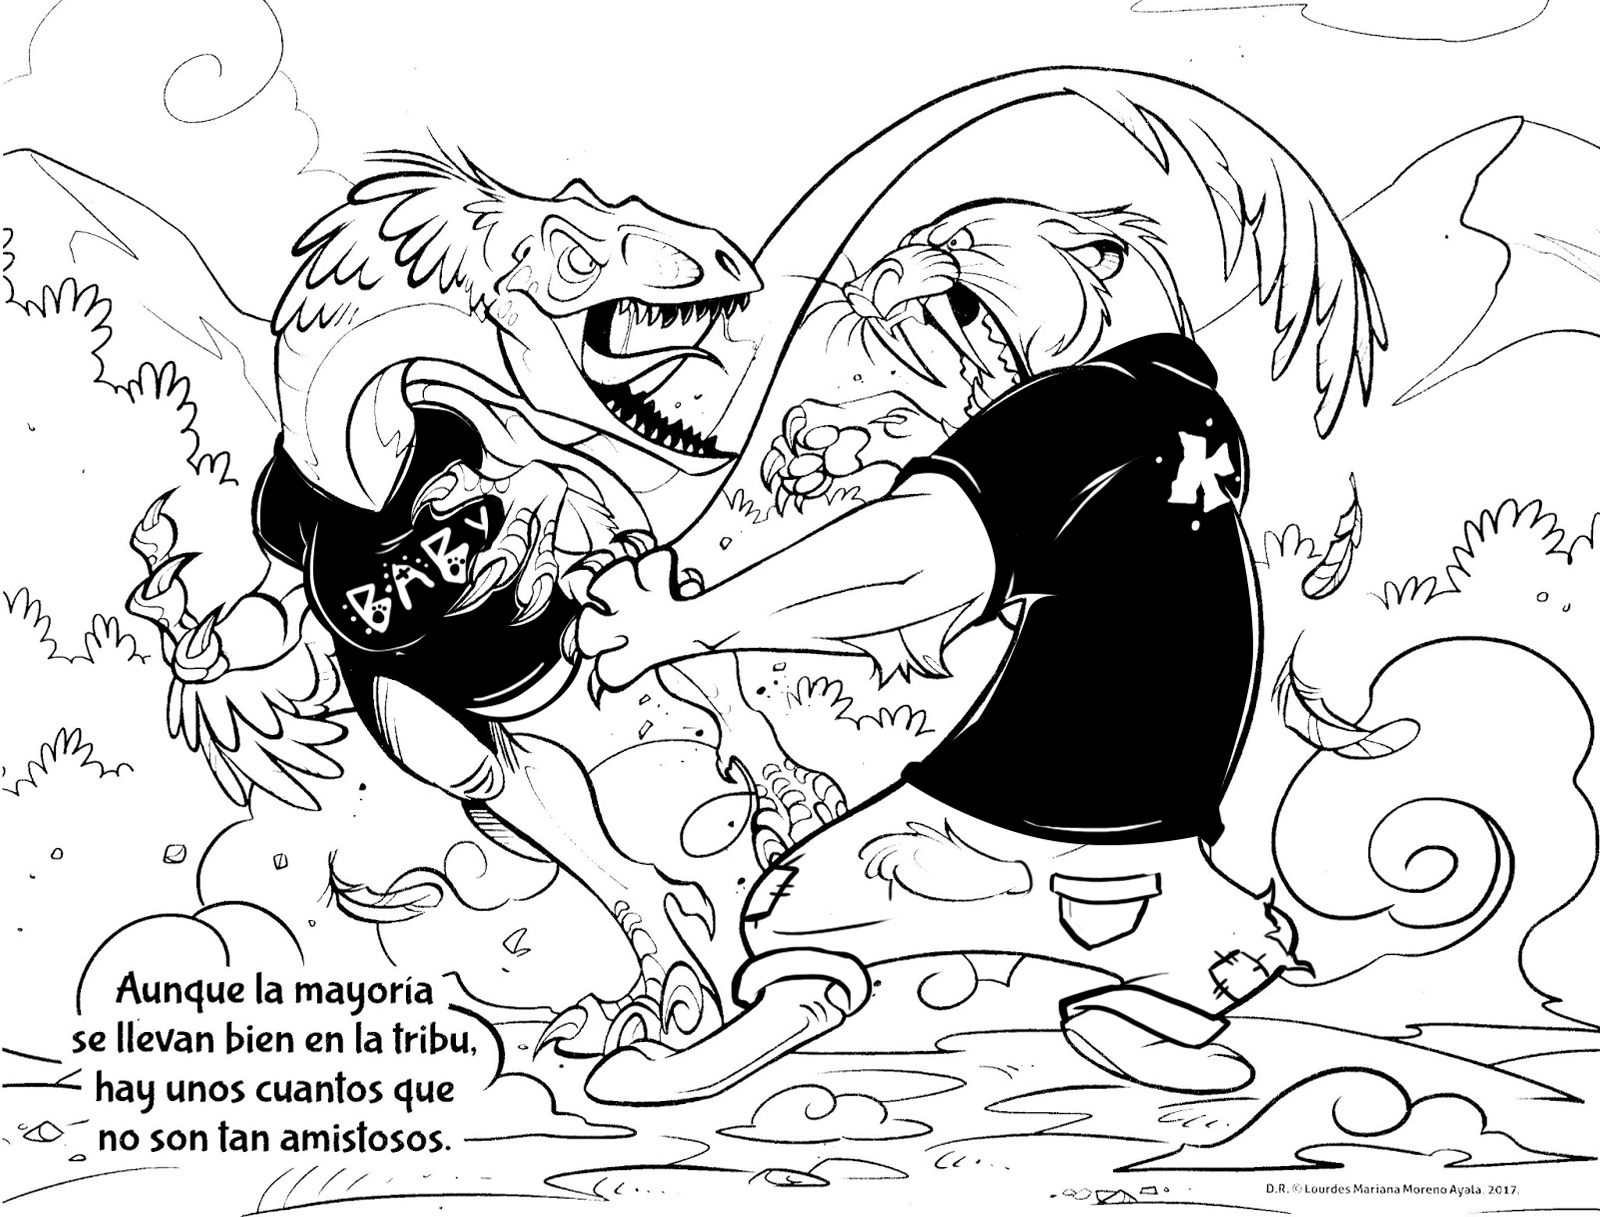 BABY
K
Aunque la mayoría
se llevan bien en la tribu,
hay unos cuantos que
no son tan amistosos.
D.R. © Lourdes Mariana Moreno Ayala. 2017.